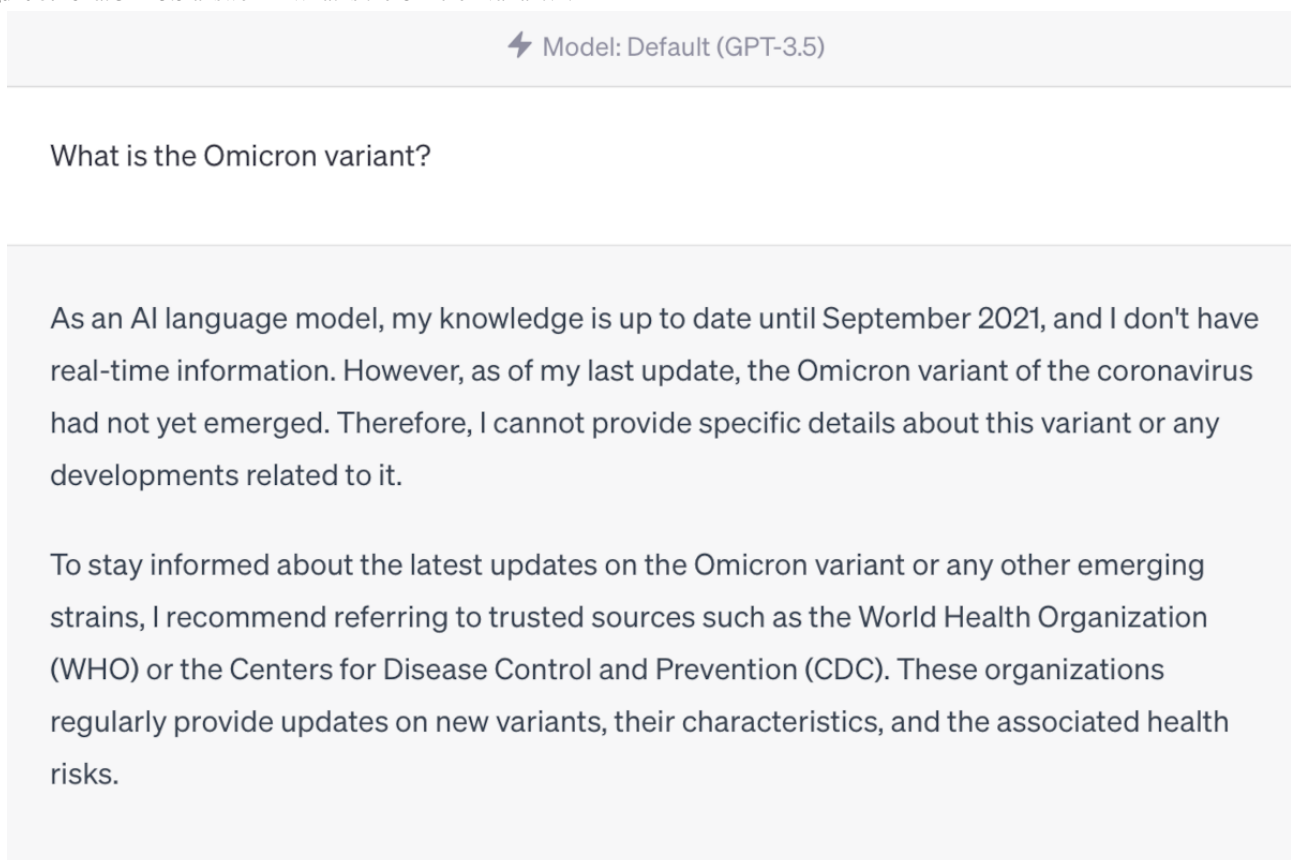 Model: Default (GPT-3.5)
What is the Omicron variant?
As an AI language model, my knowledge is up to date until September 2021, and I don't have
real-time information. However, as of my last update, the Omicron variant of the coronavirus
had not yet emerged. Therefore, I cannot provide specific details about this variant or any
developments related to it.
To stay informed about the latest updates on the Omicron variant or any other emerging
strains, I recommend referring to trusted sources such as the World Health Organization
(WHO) or the Centers for Disease Control and Prevention (CDC). These organizations
regularly provide updates on new variants, their characteristics, and the associated health
risks.